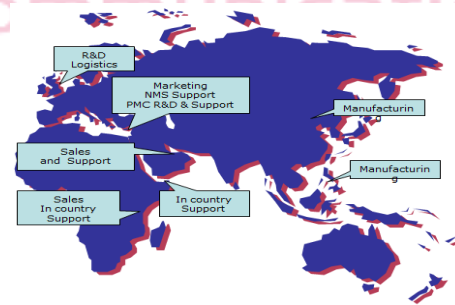 R&D
Logistics
Marketing
NMS Support
PMC R&D & Support
Manufacturin
g
Sales
and Support
Manufacturin
g
Sales
In country
Support
In country
Support